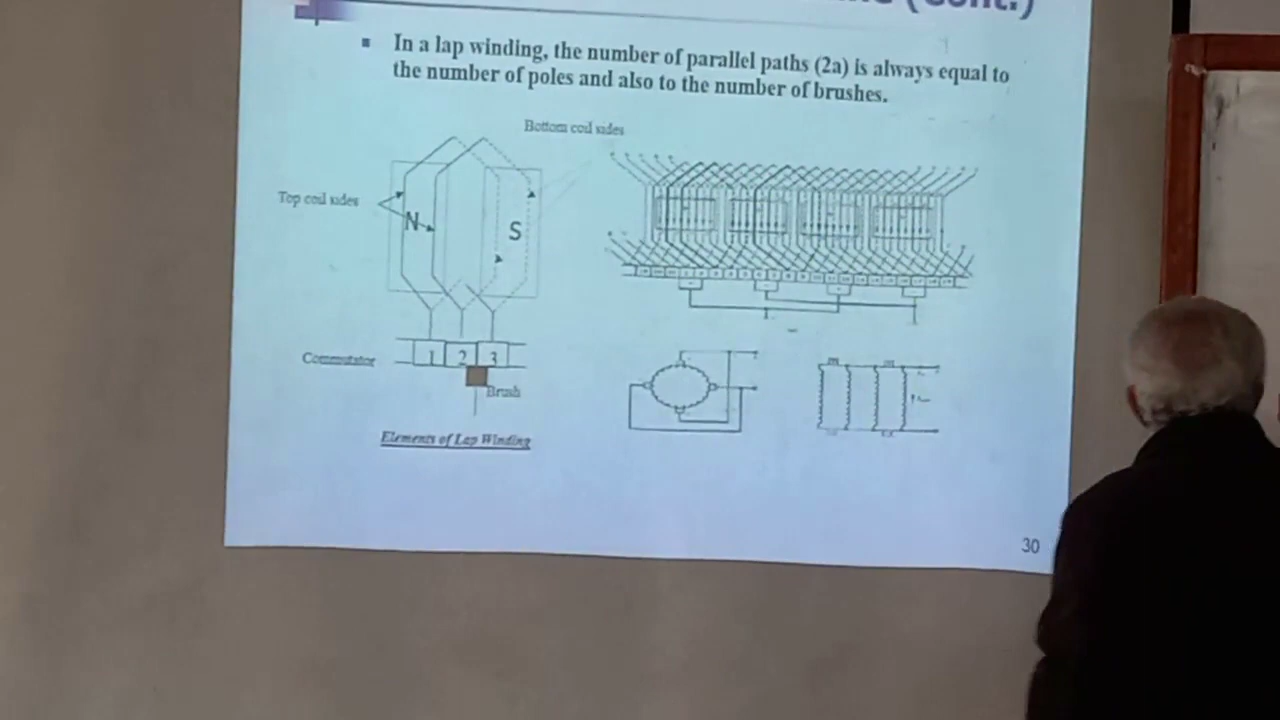 (Cont.)
▪ In a lap winding, the number of parallel paths (2a) is always equal to
the number of poles and also to the number of brushes.
Bottom coil sides
Top coil sides
N
S
Commutator
1 2 3
Brush
Elements of Lap Winding
30